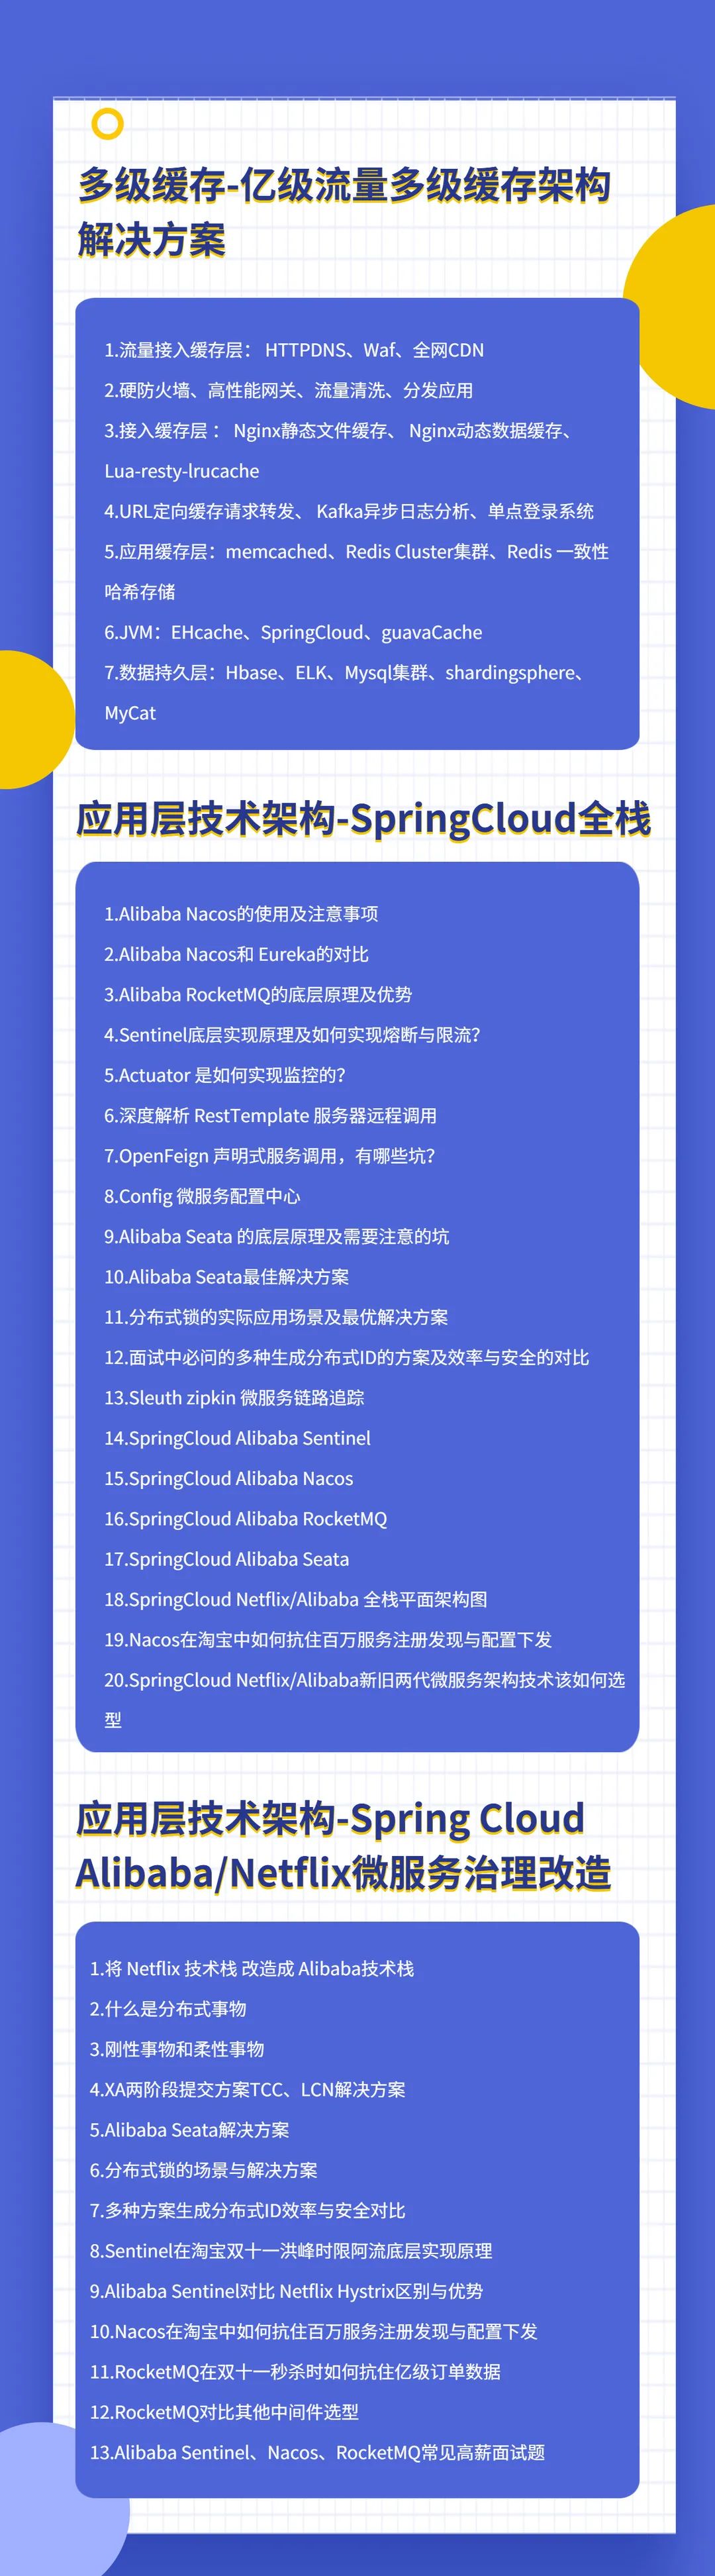 多级缓存-亿级流量多级缓存架构
解决方案
1.流量接入缓存层： HTTPDNS、Waf、全网CDN
2.硬防火墙、高性能网关、流量清洗、分发应用
3.接入缓存层 ： Nginx静态文件缓存、 Nginx动态数据缓存、
Lua-resty-lrucache
4.URL定向缓存请求转发、 Kafka异步日志分析、单点登录系统
5.应用缓存层：memcached、Redis Cluster集群、Redis 一致性
哈希存储
6.JVM：EHcache、SpringCloud、guavaCache
7.数据持久层：Hbase、ELK、Mysql集群、shardingsphere、
MyCat
应用层技术架构-SpringCloud全栈
1.Alibaba Nacos的使用及注意事项
2.Alibaba Nacos和 Eureka的对比
3.Alibaba RocketMQ的底层原理及优势
4.Sentinel底层实现原理及如何实现熔断与限流？
5.Actuator 是如何实现监控的？
6.深度解析 RestTemplate 服务器远程调用
7.OpenFeign 声明式服务调用，有哪些坑？
8.Config 微服务配置中心
9.Alibaba Seata 的底层原理及需要注意的坑
10.Alibaba Seata最佳解决方案
11.分布式锁的实际应用场景及最优解决方案
12.面试中必问的多种生成分布式ID的方案及效率与安全的对比
13.Sleuth zipkin 微服务链路追踪
14.SpringCloud Alibaba Sentinel
15.SpringCloud Alibaba Nacos
16.SpringCloud Alibaba RocketMQ
17.SpringCloud Alibaba Seata
18.SpringCloud Netflix/Alibaba 全栈平面架构图
19.Nacos在淘宝中如何抗住百万服务注册发现与配置下发
20.SpringCloud Netflix/Alibaba新旧两代微服务架构技术该如何选
型
应用层技术架构-Spring Cloud
Alibaba/Netflix微服务治理改造
1.将 Netflix 技术栈 改造成 Alibaba技术栈
2.什么是分布式事物
3.刚性事物和柔性事物
4.XA两阶段提交方案TCC、LCN解决方案
5.Alibaba Seata解决方案
6.分布式锁的场景与解决方案
7.多种方案生成分布式ID效率与安全对比
8.Sentinel在淘宝双十一洪峰时限阿流底层实现原理
9.Alibaba Sentinel对比 Netflix Hystrix区别与优势
10.Nacos在淘宝中如何抗住百万服务注册发现与配置下发
11.RocketMQ在双十一秒杀时如何抗住亿级订单数据
12.RocketMQ对比其他中间件选型
13.Alibaba Sentinel、Nacos、RocketMQ常见高薪面试题